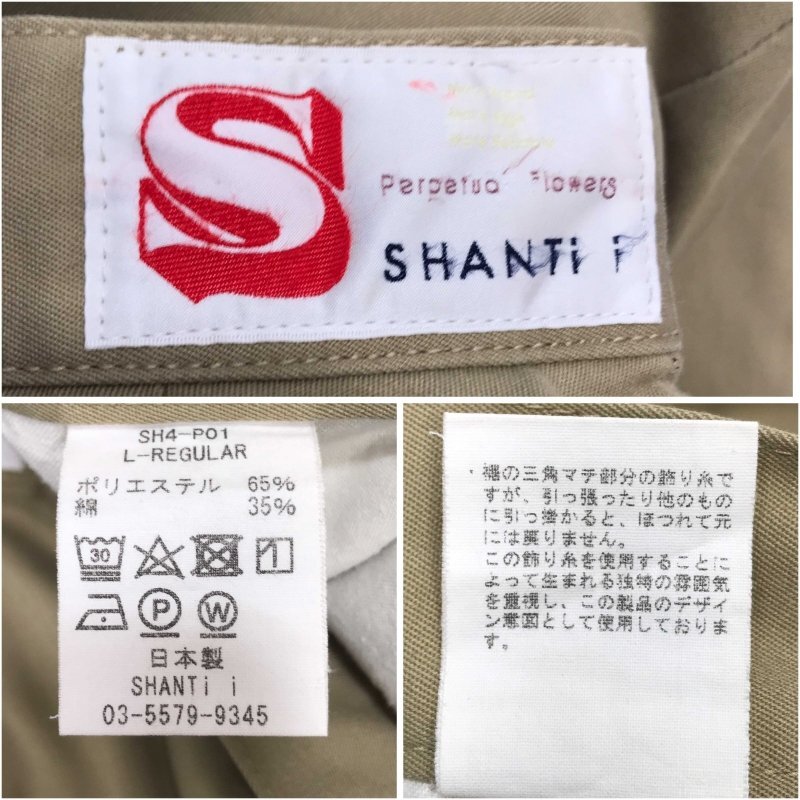 S
Perpetua Flowers
SHANTi i
SH4-P01
L-REGULAR
ポリエステル 65%
綿 35%
30
1
P
W
日本製
SHANTi i
03-5579-9345
裾の三角マチ部分の飾り糸で
すが、引っ張ったり他のもの
に引っ掛かると、ほつれて元
には戻りません。
この飾り糸を使用することに
よって生まれる独特の雰囲気
を重視し、この製品のデザイ
ン意図として使用しておりま
す。